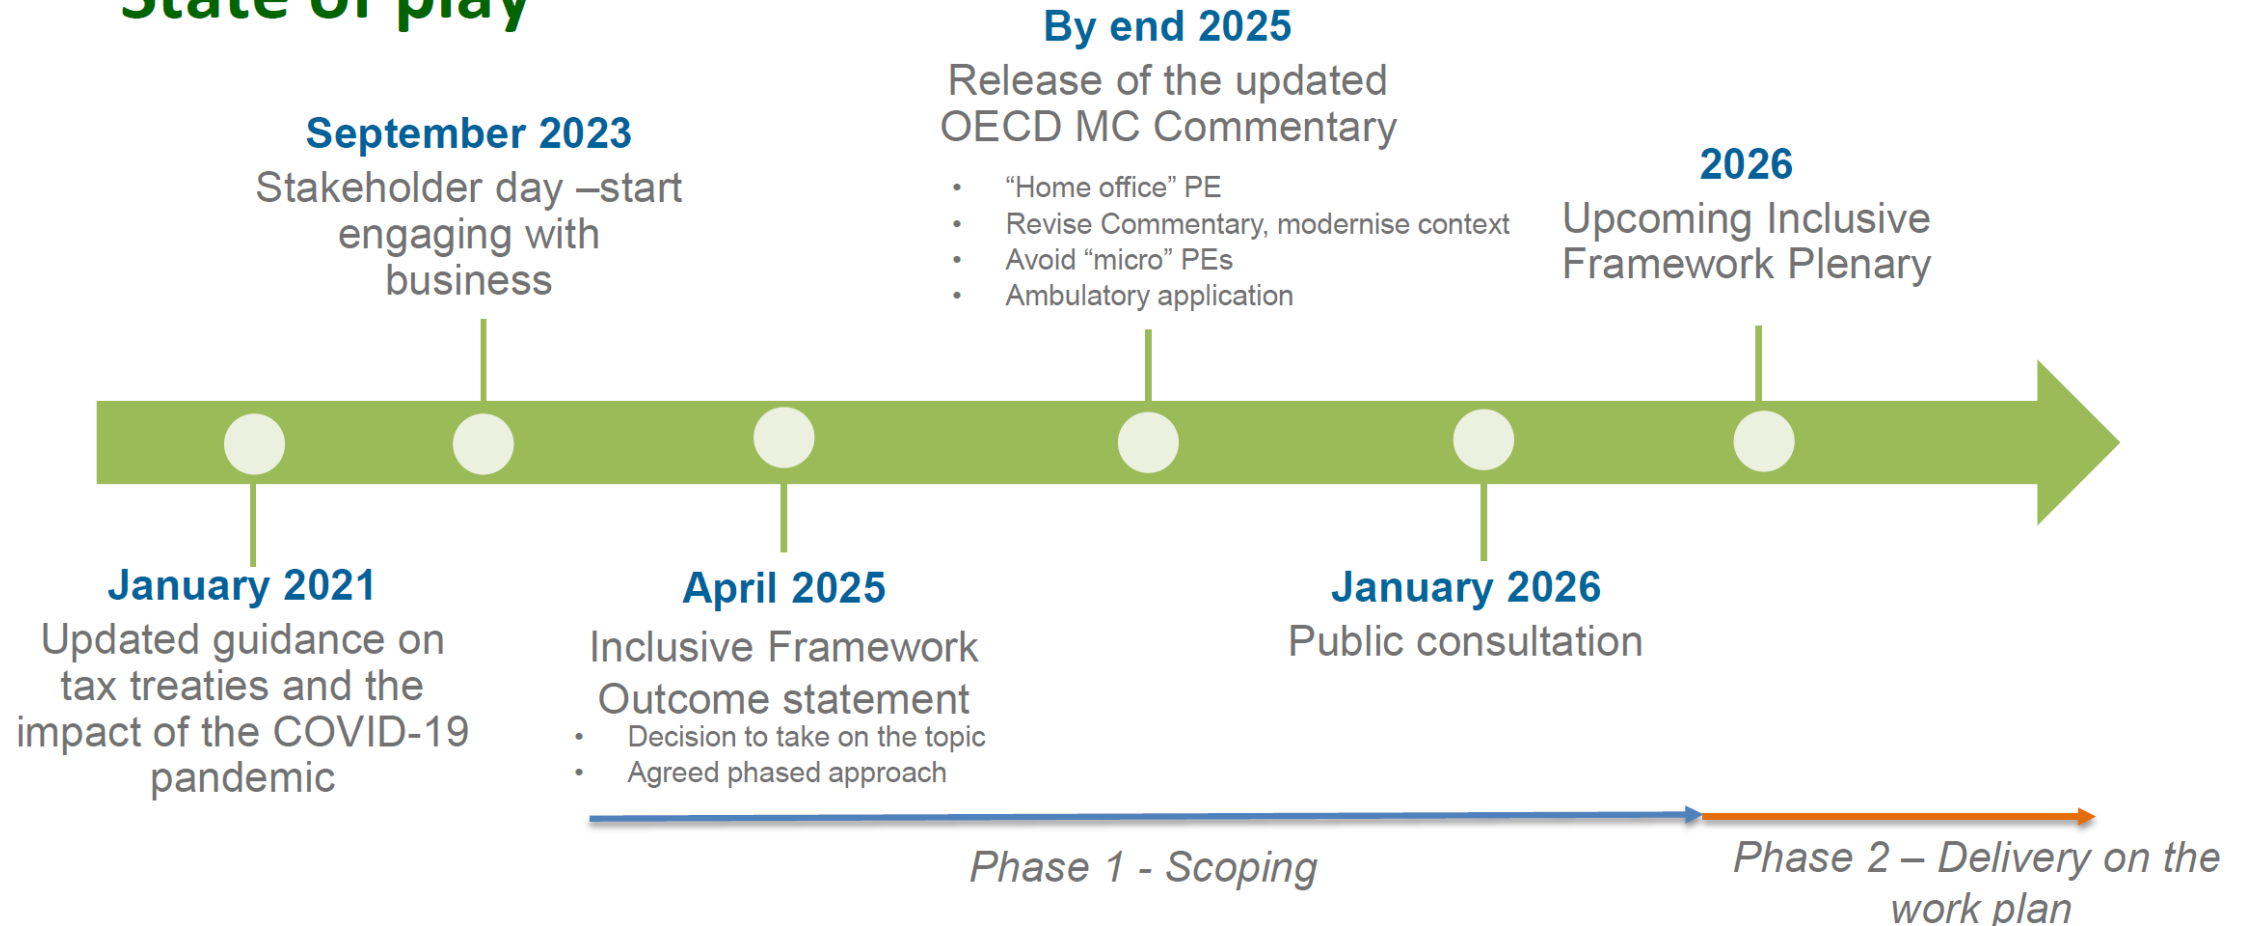 State of play
By end 2025
Release of the updated
OECD MC Commentary
• “Home office” PE
• Revise Commentary, modernise context
• Avoid “micro” PEs
• Ambulatory application
September 2023
Stakeholder day –start
engaging with
business
2026
Upcoming Inclusive
Framework Plenary
January 2021
Updated guidance on
tax treaties and the
impact of the COVID-19
pandemic
April 2025
Inclusive Framework
Outcome statement
• Decision to take on the topic
• Agreed phased approach
January 2026
Public consultation
Phase 1 - Scoping
Phase 2 – Delivery on the
work plan